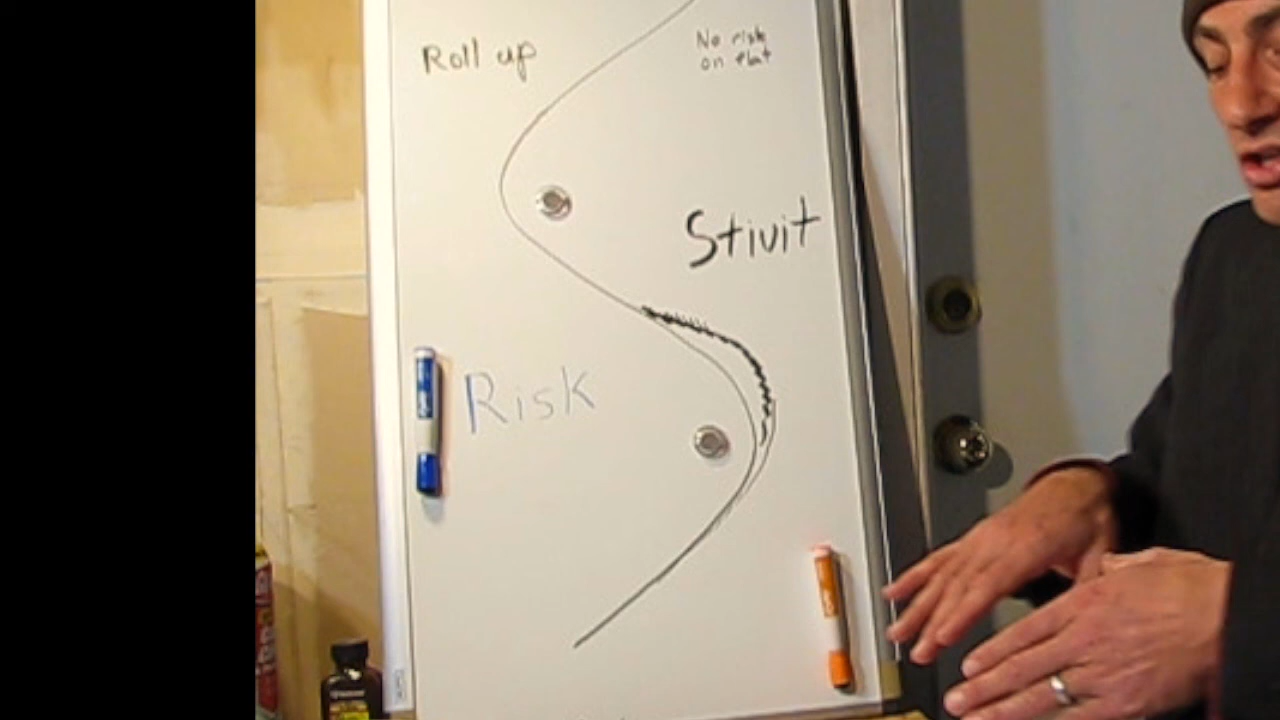 Roll up
No risk
on flat
Stivit
Risk